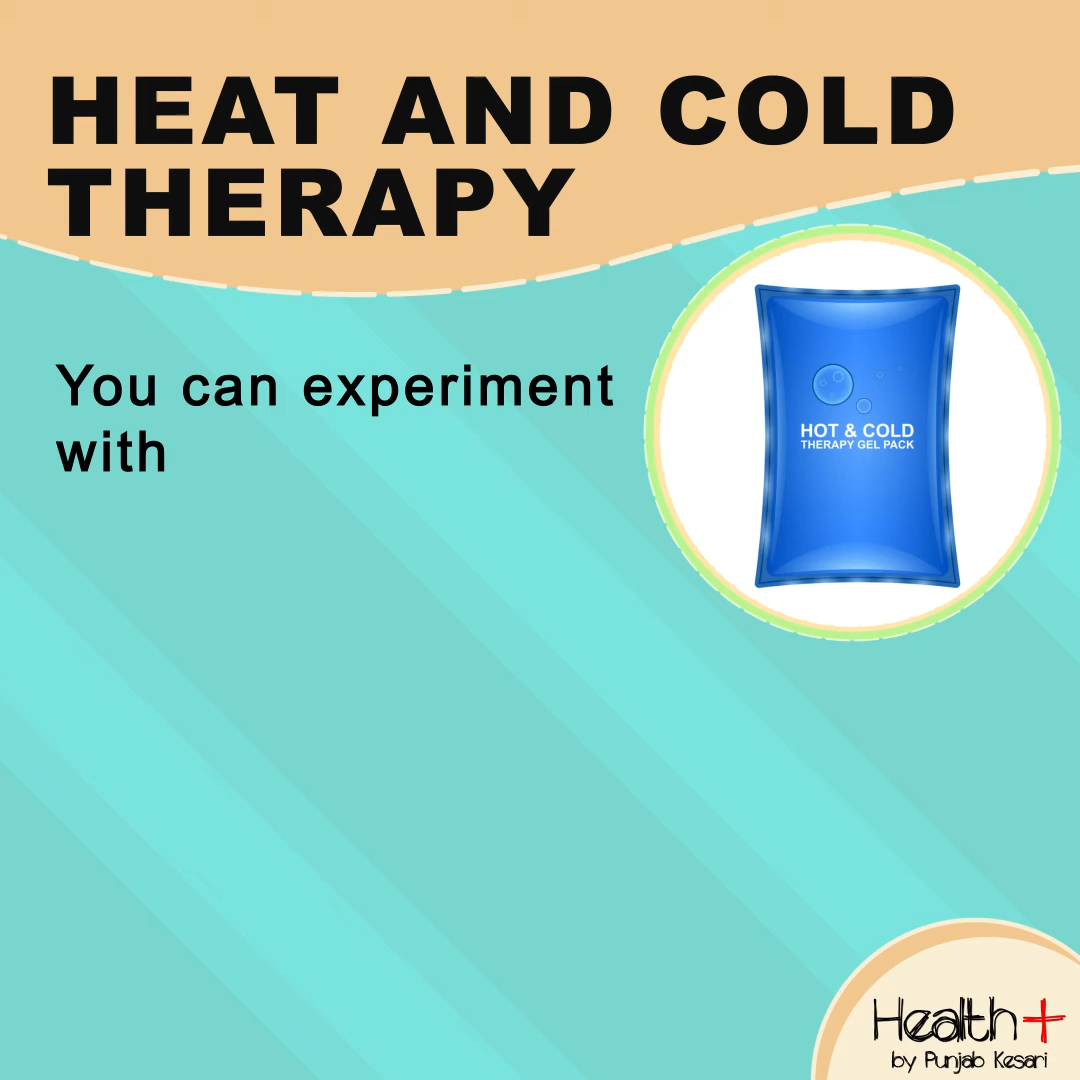 HEAT AND COLD
THERAPY
You can experiment
with
HOT & COLD
THERAPY GEL PACK
Health+
by Punjab Kesari